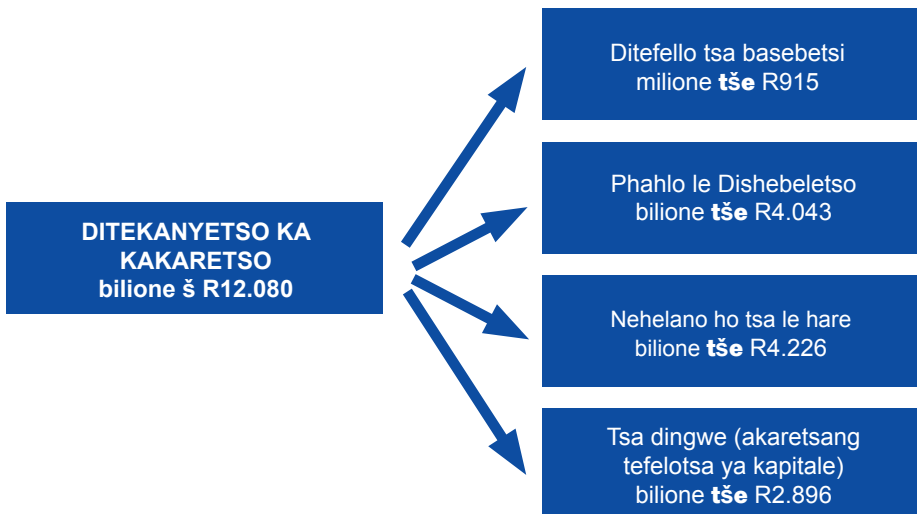 DITEKANYETSO KA
KAKARETSO
bilione š R12.080
Ditefello tsa basebetsi
milione tše R915
Phahlo le Dishebeletso
bilione tše R4.043
Nehelano ho tsa le hare
bilione tše R4.226
Tsa dingwe (akaretsang
tefelotsa ya kapitale)
bilione tše R2.896